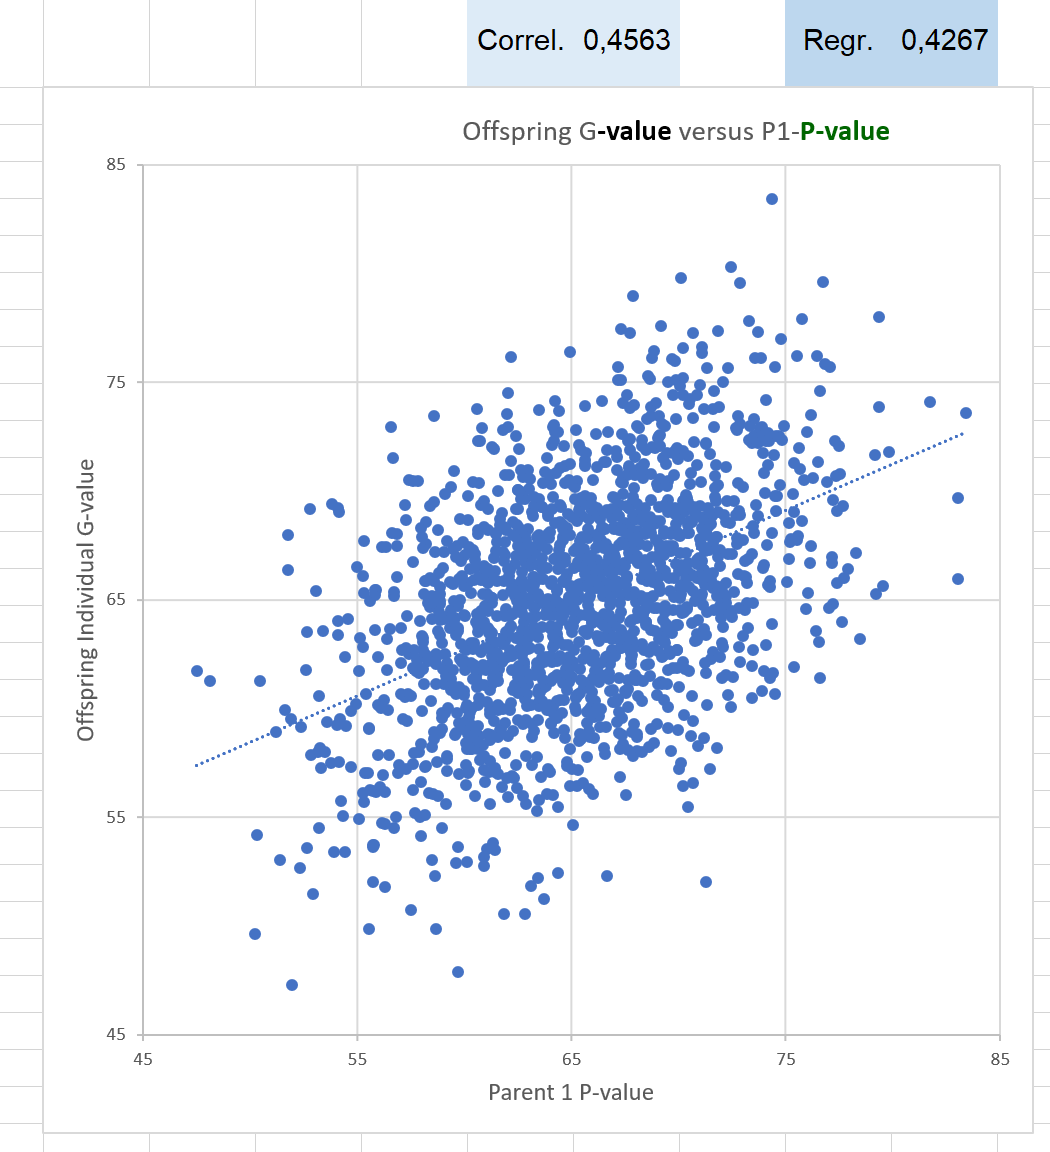 Correl. 0,4563 Regr. 0,4267
Offspring G-value versus P1-P-value
85
75
65
55
45
Offspring Individual G-value
45 55 65 75 85
Parent 1 P-value